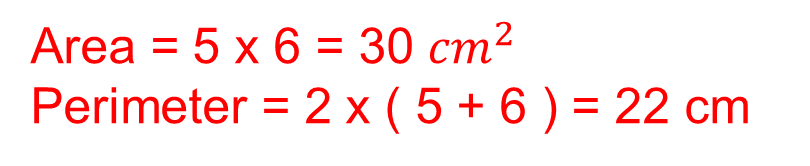 Area = 5 x 6 = 30 cm²
Perimeter = 2 x ( 5 + 6 ) = 22 cm